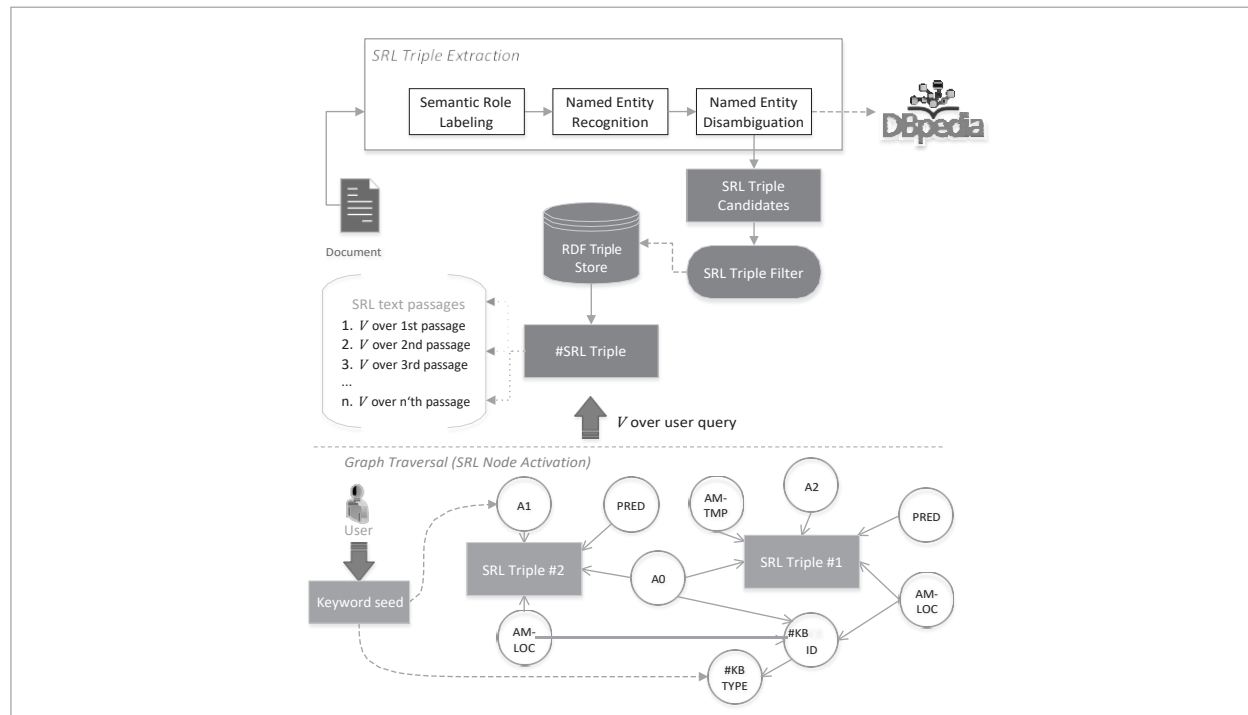 SRL Triple Extraction
Semantic Role
Labeling
Named Entity
Recognition
Named Entity
Disambiguation
DBpedia
SRL Triple
Candidates
Document
RDF Triple
Store
SRL Triple Filter
SRL text passages
1. V over 1st passage
2. V over 2nd passage
3. V over 3rd passage
...
n. V over n'th passage
#SRL Triple
V over user query
Graph Traversal (SRL Node Activation)
User
Keyword seed
A1
PRED
AM-
TMP
A2
PRED
SRL Triple #2
A0
SRL Triple #1
AM-
LOC
#KB
ID
AM-
LOC
#KB
TYPE